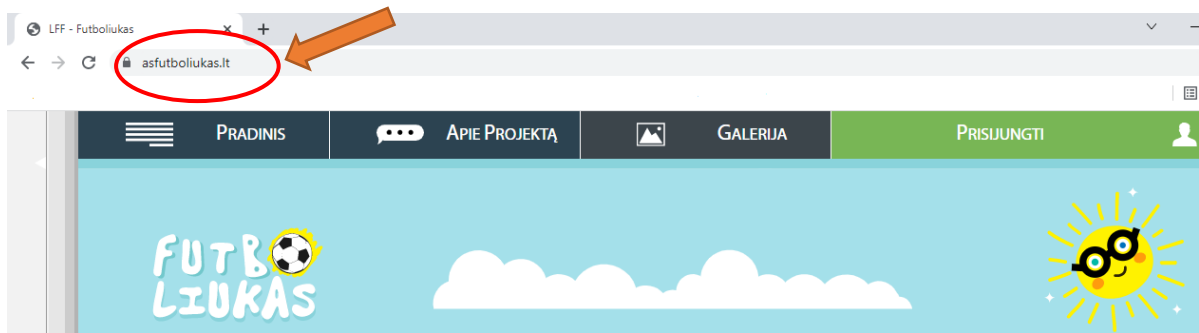 LFF - Futboliukas
asfutboliukas.lt
PRADINIS APIE PROJEKTĄ GALERIJA PRISIJUNGTI
FUTBO
LIUKAS